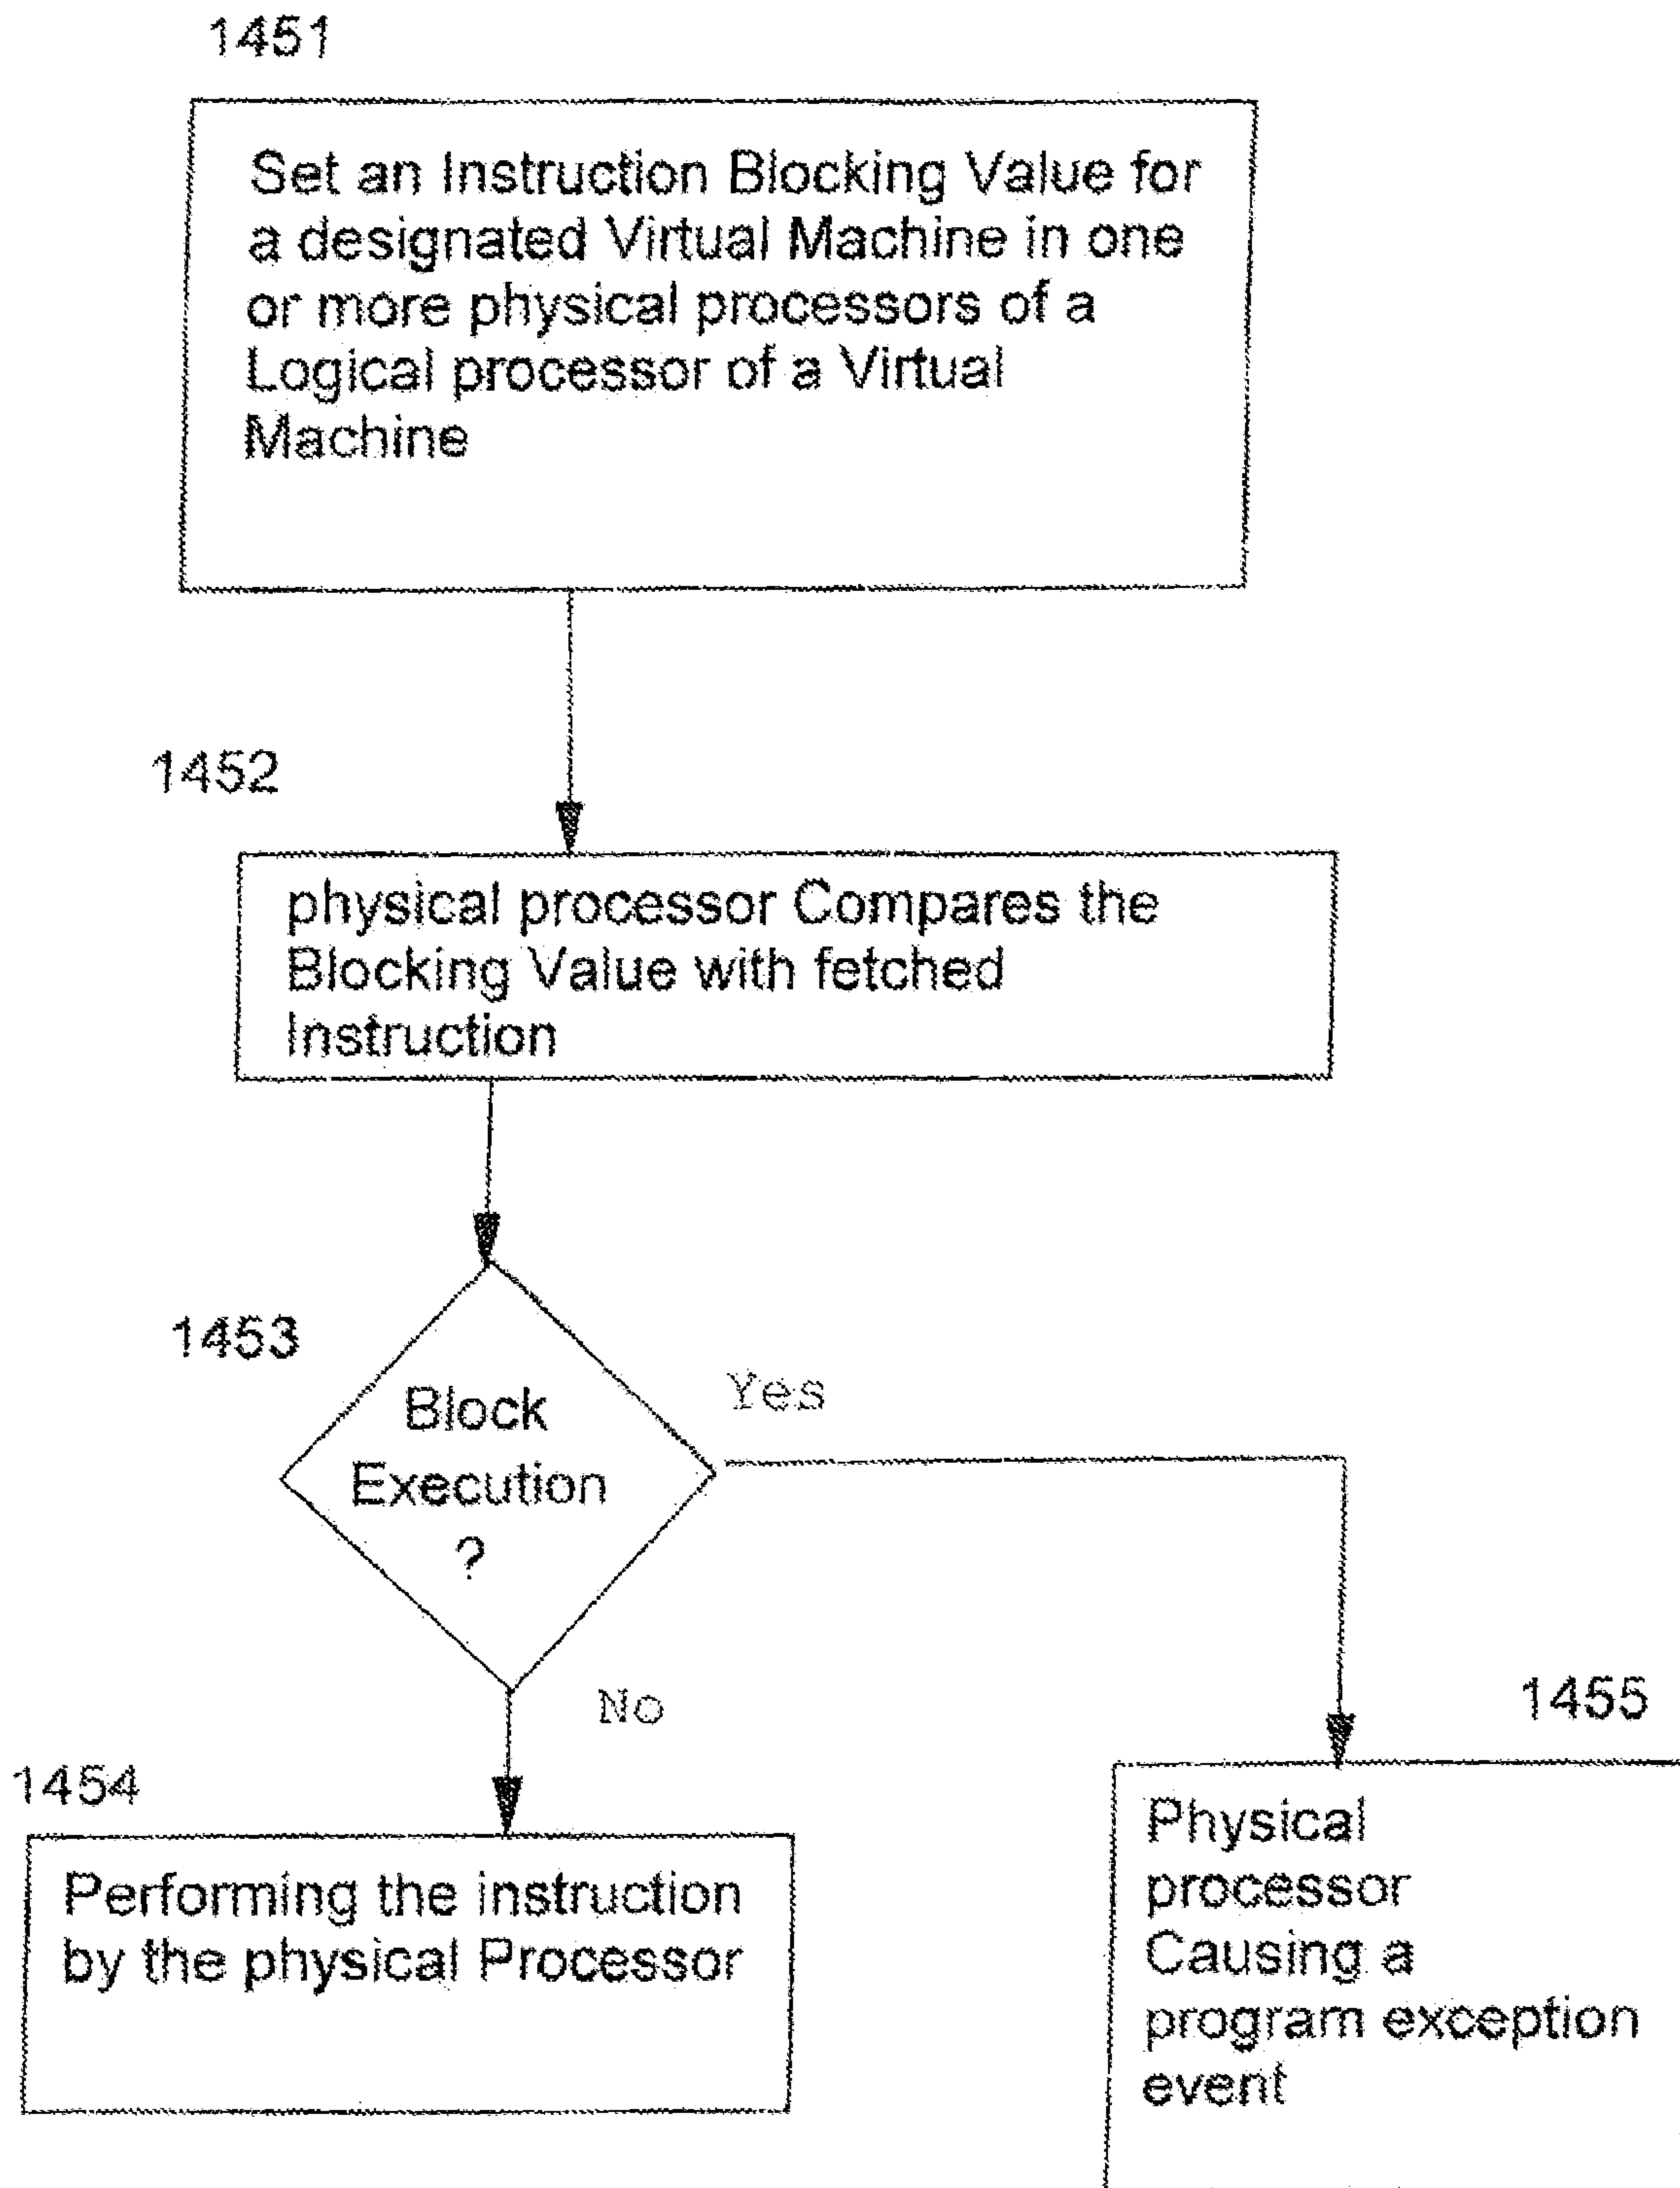 1451
Set an Instruction Blocking Value for
a designated Virtual Machine in one
or more physical processors of a
Logical processor of a Virtual
Machine
1452
physical processor Compares the
Blocking Value with fetched
Instruction
1453
Block
Execution
?
Yes
No
1454
Performing the instruction
by the physical Processor
1455
Physical
processor
Causing a
program exception
event